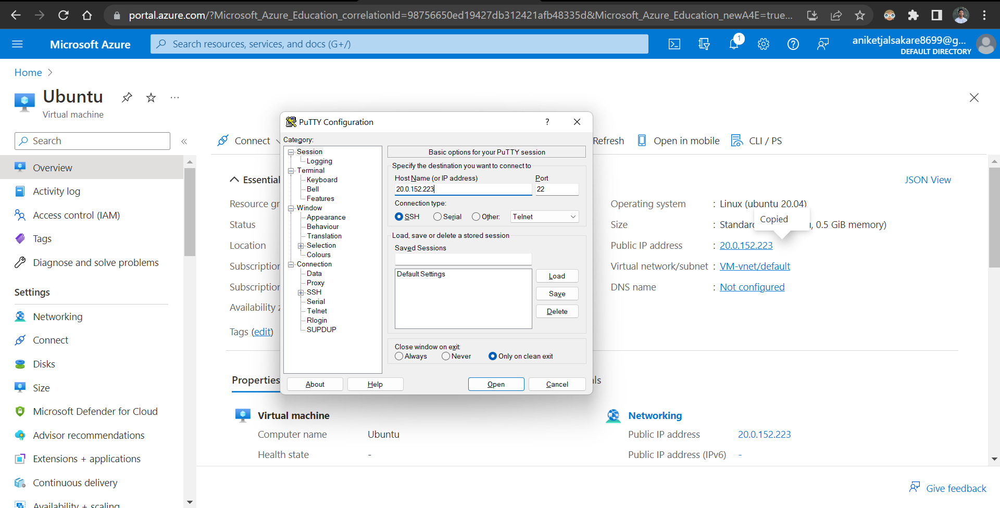 portal.azure.com/?Microsoft_Azure_Education_correlationId=98756650ed19427db312421afb48335d&Microsoft_Azure_Education_newA4E=true...
Microsoft Azure
Search resources, services, and docs (G+/)
1
aniketjalsakare8699@g...
DEFAULT DIRECTORY
Home
Ubuntu
Virtual machine
Search
Overview
Activity log
Access control (IAM)
Tags
Diagnose and solve problems
Settings
Networking
Connect
Disks
Size
Microsoft Defender for Cloud
Advisor recommendations
Extensions + applications
Continuous delivery
Availability + scaling
Connect
Refresh
Open in mobile
CLI / PS
Essential
JSON View
Resource gr
Status
Location
Subscription
Subscription
Availability z
Tags (edit)
Operating system : Linux (ubuntu 20.04)
Size : Standard , 0.5 GiB memory)
Copied
Public IP address : 20.0.152.223
Virtual network/subnet : VM-vnet/default
DNS name : Not configured
Properties
ls
Virtual machine
Computer name Ubuntu
Health state -
Networking
Public IP address 20.0.152.223
Public IP address (IPv6) -
Give feedback
PuTTY Configuration
?
Category:
Session
Logging
Terminal
Keyboard
Bell
Features
Window
Appearance
Behaviour
Translation
Selection
Colours
Connection
Data
Proxy
SSH
Serial
Telnet
Rlogin
SUPDUP
Basic options for your PuTTY session
Specify the destination you want to connect to
Host Name (or IP address) Port
20.0.152.223 22
Connection type:
SSH Serial Other: Telnet
Load, save or delete a stored session
Saved Sessions
Default Settings
Load
Save
Delete
Close window on exit:
Always Never Only on clean exit
About Help Open Cancel